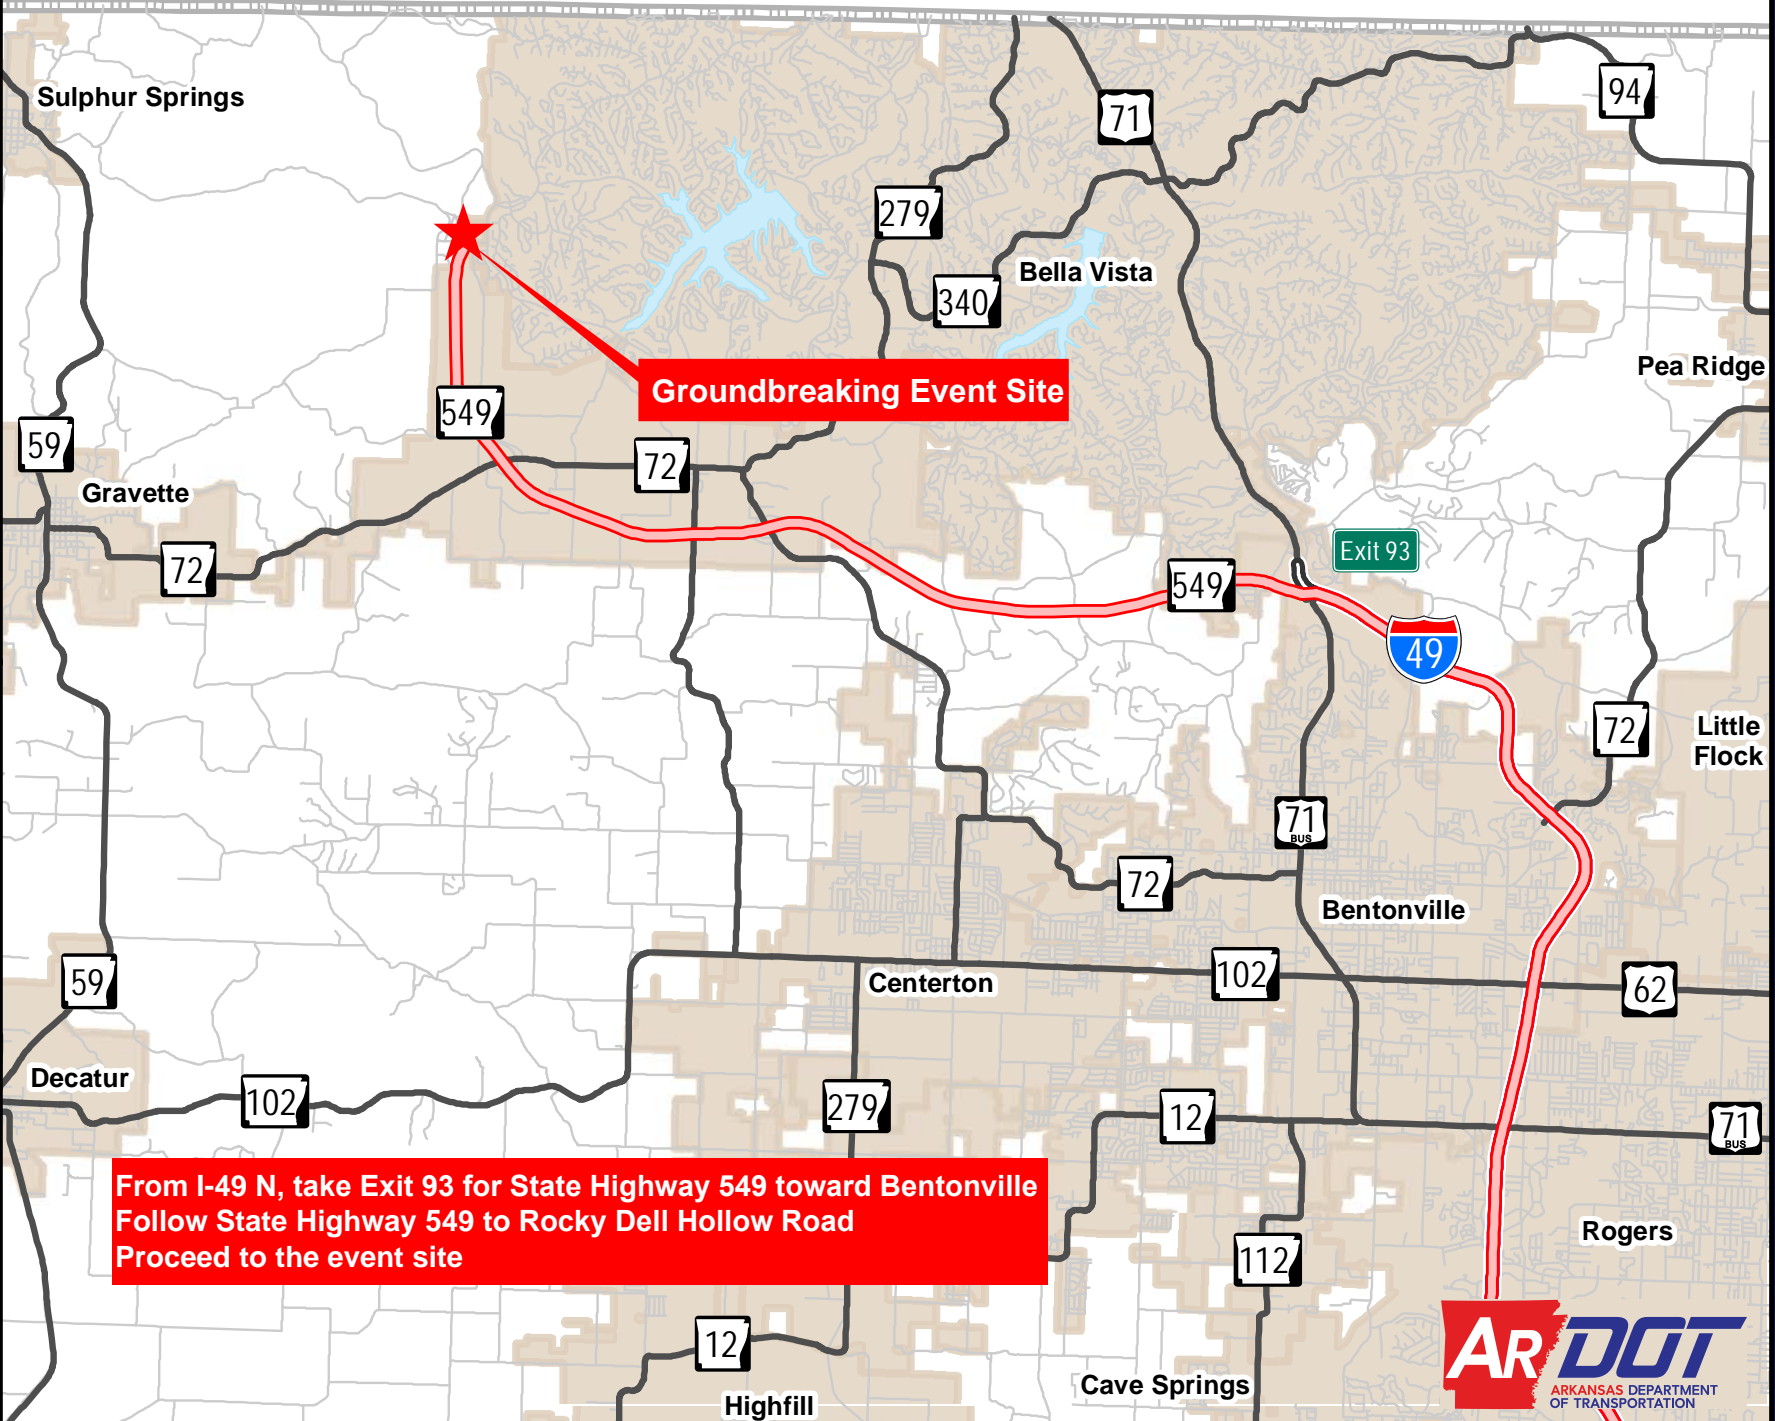 Sulphur Springs
94
71
279
Bella Vista
340
Pea Ridge
Groundbreaking Event Site
549
59
72
Gravette
Exit 93
72
549
49
72
Little
Flock
71
BUS
72
Bentonville
59
102
Centerton
62
Decatur
102
279
12
71
BUS
From I-49 N, take Exit 93 for State Highway 549 toward Bentonville
Follow State Highway 549 to Rocky Dell Hollow Road
Proceed to the event site
Rogers
112
12
Cave Springs
Highfill
ARDOT
ARKANSAS DEPARTMENT
OF TRANSPORTATION